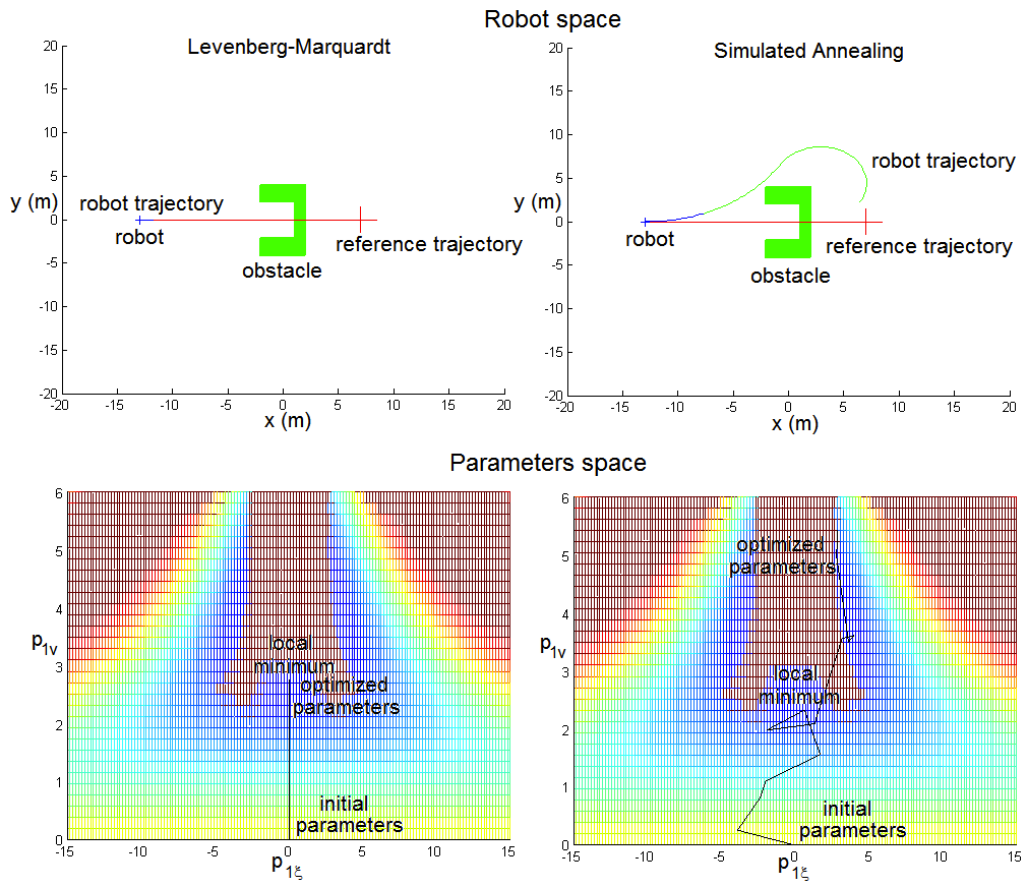 Robot space
Levenberg-Marquardt
20
15
10
5
y (m)
0
-5
-10
-15
-20
robot trajectory
robot
obstacle
reference trajectory
-20 -15 -10 -5 0 5 10 15 20
x (m)
Simulated Annealing
20
15
10
5
y (m)
0
-5
-10
-15
-20
robot trajectory
robot
obstacle
reference trajectory
-20 -15 -10 -5 0 5 10 15 20
x (m)
Parameters space
6
5
4
p1v
3
2
1
0
local
minimum
optimized
parameters
initial
parameters
-15 -10 -5 0 5 10 15
p1ξ
6
5
4
p1v
3
2
1
0
optimized
parameters
local
minimum
initial
parameters
-15 -10 -5 0 5 10 15
p1ξ